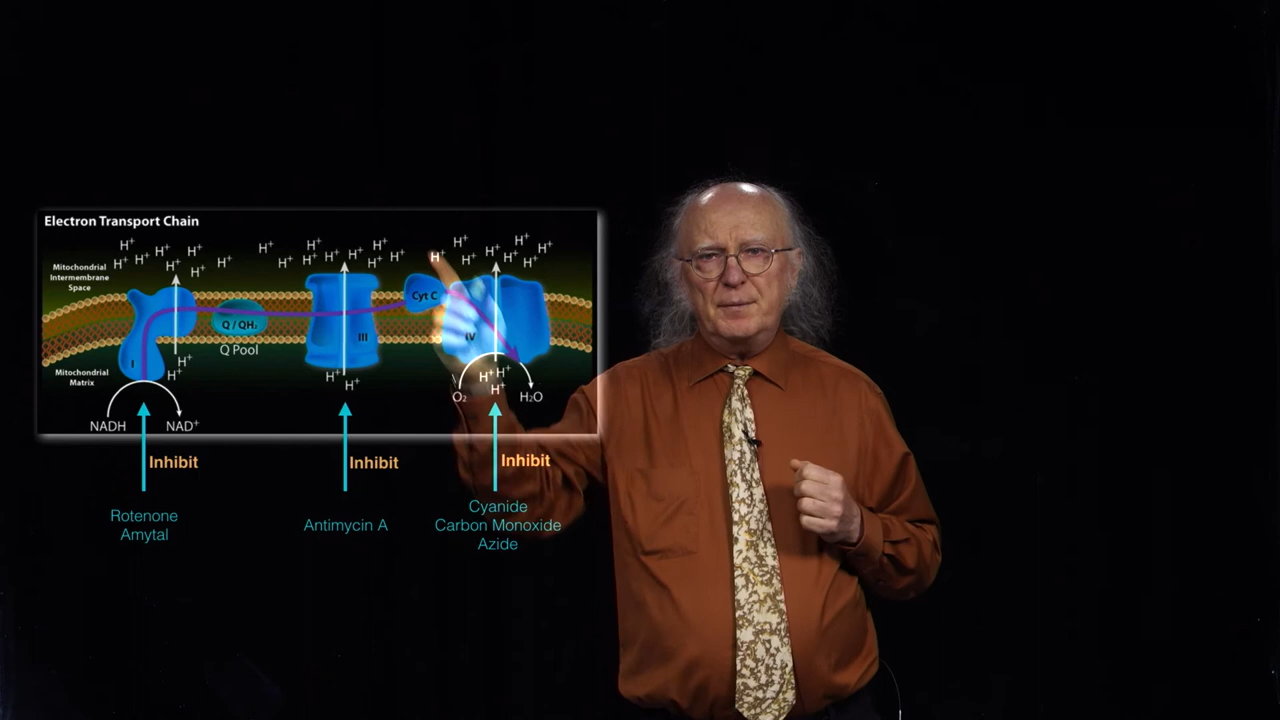 Electron Transport Chain
H⁺ H⁺ H⁺ H⁺ H⁺ H⁺ H⁺ H⁺ H⁺ H⁺ H⁺ H⁺ H⁺ H⁺ H⁺ H⁺ H⁺ H⁺ H⁺ H⁺ H⁺ H⁺ H⁺ H⁺ H⁺
Mitochondrial
Intermembrane
Space
Cyt C
Q / QH₂
I
III
IV
Q Pool
Mitochondrial
Matrix
H⁺ H⁺
H⁺ H⁺
H⁺ H⁺ H⁺
O₂
H₂O
NADH
NAD⁺
Inhibit
Inhibit
Inhibit
Rotenone
Amytal
Antimycin A
Cyanide
Carbon Monoxide
Azide